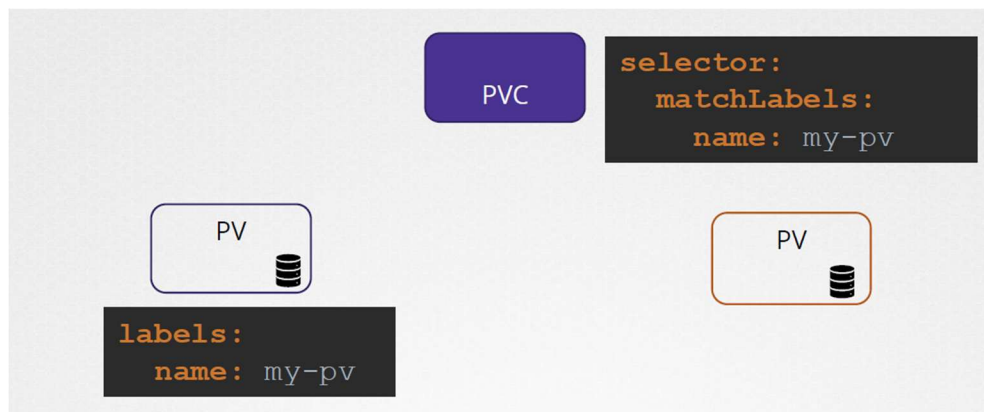 PVC
selector:
  matchLabels:
    name: my-pv
PV
labels:
  name: my-pv
PV